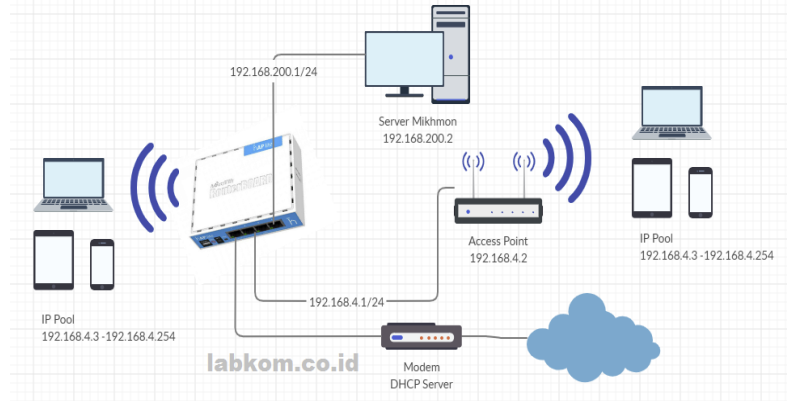 192.168.200.1/24
Server Mikhmon
192.168.200.2
IP Pool
192.168.4.3 -192.168.4.254
Access Point
192.168.4.2
IP Pool
192.168.4.3 -192.168.4.254
192.168.4.1/24
labkom.co.id
Modem
DHCP Server